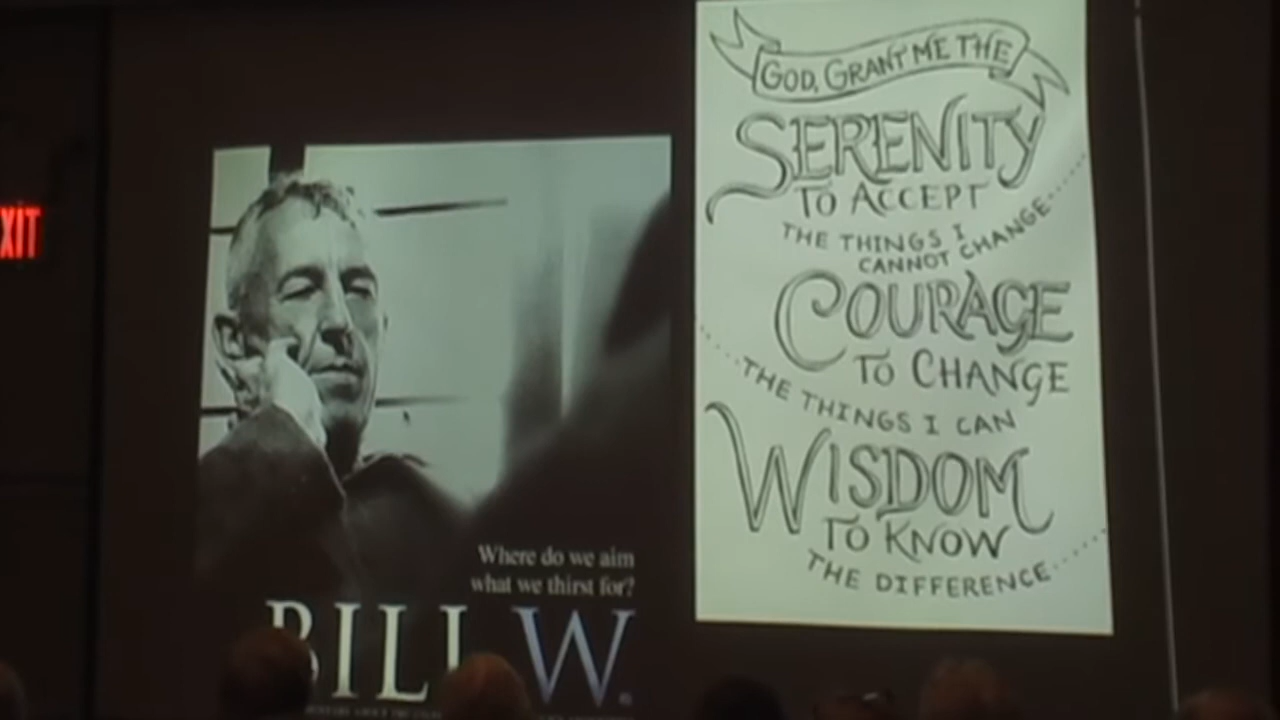 XIT
Where do we aim
what we thirst for?
BILL W.
GOD, GRANT ME THE
SERENITY
TO ACCEPT
THE THINGS I
CANNOT CHANGE
COURAGE
TO CHANGE
THE THINGS I CAN
WISDOM
TO KNOW
THE DIFFERENCE